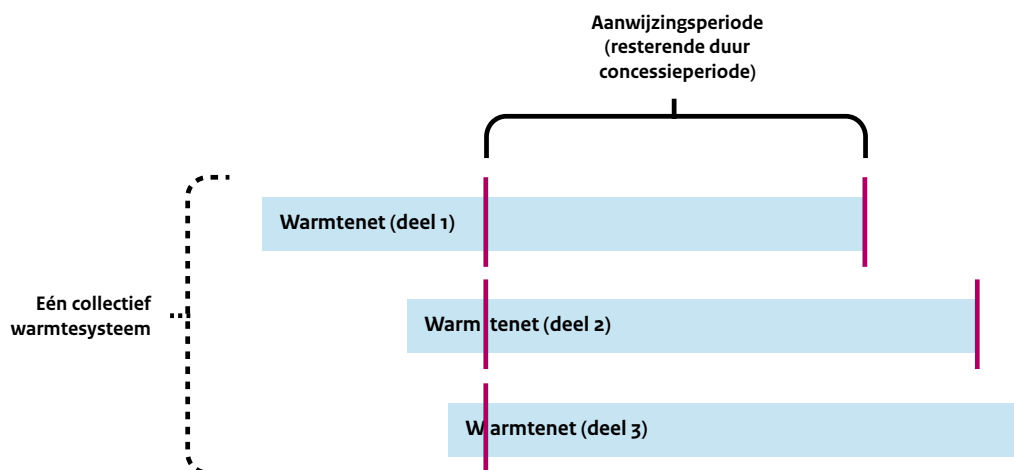 Aanwijzingsperiode
(resterende duur
concessieperiode)
Warmtenet (deel 1)
Eén collectief
warmtesysteem
Warmtenet (deel 2)
Warmtenet (deel 3)